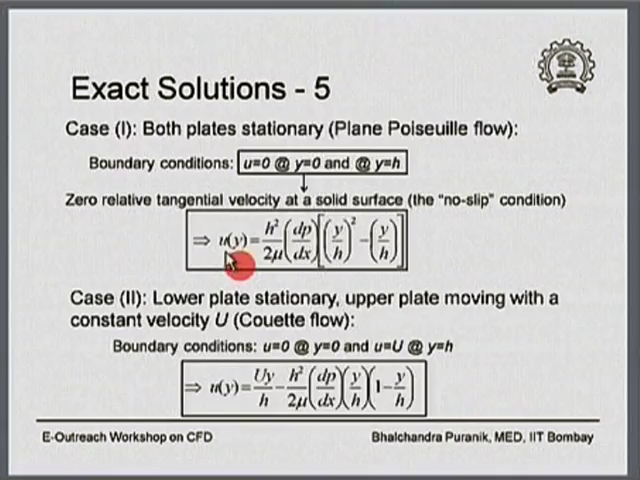 Exact Solutions - 5
Case (I): Both plates stationary (Plane Poiseuille flow):
Boundary conditions: u=0 @ y=0 and @ y=h
Zero relative tangential velocity at a solid surface (the "no-slip" condition)
⇒ u(y) = h²/2μ (dp/dx) [(y/h)² − (y/h)]
Case (II): Lower plate stationary, upper plate moving with a
constant velocity U (Couette flow):
Boundary conditions: u=0 @ y=0 and u=U @ y=h
⇒ u(y) = Uy/h − h²/2μ (dp/dx) (y/h) (1 − y/h)
E-Outreach Workshop on CFD
Bhalchandra Puranik, MED, IIT Bombay